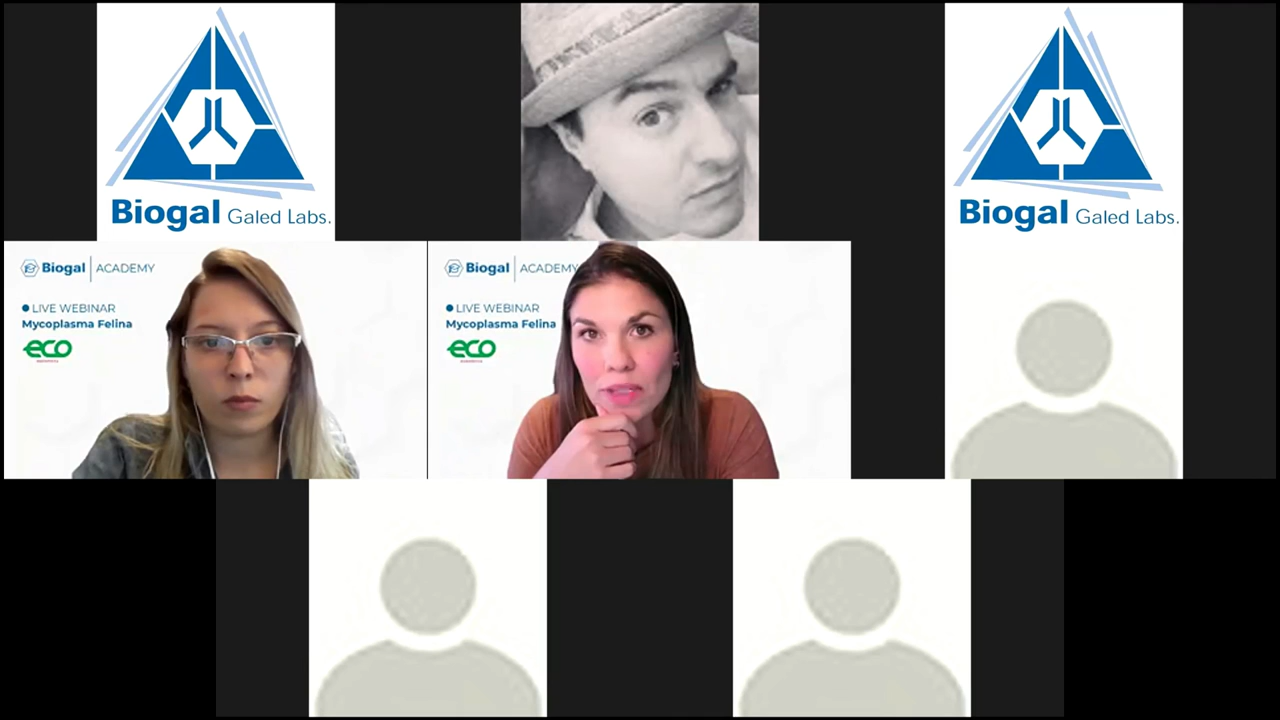 Biogal Galed Labs.
Biogal Galed Labs.
Biogal ACADEMY
LIVE WEBINAR
Mycoplasma Felina
eco
Biogal ACADEMY
LIVE WEBINAR
Mycoplasma Felina
eco